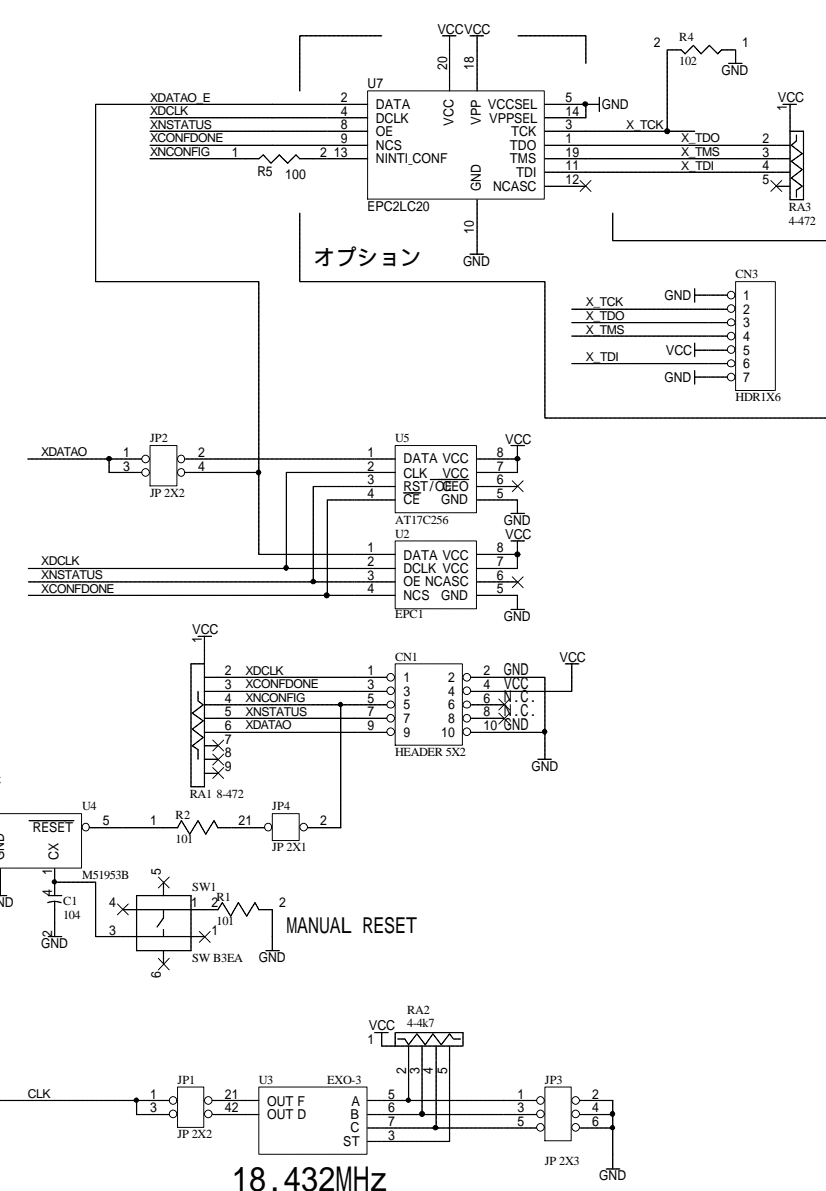 VCC VCC
20 18
R4
2 1
102
GND
U7
XDATAO_E 2 DATA VCC VPP VCCSEL 5 GND
XDCLK 4 DCLK VPPSEL 14
XNSTATUS 8 OE TCK 3 X_TCK
XCONFDONE 9 NCS TDO 1 X_TDO 2
XNCONFIG 1 2 13 NINTI_CONF TMS 19 X_TMS 3
R5 100
GND TDI 11 X_TDI 4
NCASC 12 5
VCC
1
RA3
4-472
EPC2LC20
10
GND
オプション
CN3
GND 1
X_TCK 2
X_TDO 3
X_TMS 4
VCC 5
X_TDI 6
GND 7
HDR1X6
JP2
XDATAO 1 2
3 4
JP 2X2
U5
VCC
1 DATA VCC 8
2 CLK VCC 7
3 RST/OE CEO 6
4 CE GND 5
AT17C256
GND
U2
VCC
1 DATA VCC 8
XDCLK 2 DCLK VCC 7
XNSTATUS 3 OE NCASC 6
XCONFDONE 4 NCS GND 5
EPC1
GND
VCC
1
CN1
VCC
2 XDCLK 1 1 2 2 GND
3 XCONFDONE 3 3 4 4 VCC
4 XNCONFIG 5 5 6 6 N.C.
5 XNSTATUS 7 7 8 8 N.C.
6 XDATAO 9 9 10 10 GND
7
8
9
HEADER 5X2
GND
RA1 8-472
U4
RESET 5
GND
CX
1
M51953B
GND
1 R2 21
101
JP4
2
JP 2X1
4
C1
104
2
GND
5
SW1
4 1 2 R1 2
101
3 1
6
SW B3EA
GND
MANUAL RESET
RA2
4-4k7
VCC
1
2 3 4 5
CLK
JP1
1 21
3 42
JP 2X2
U3 EXO-3
OUT F A 5
OUT D B 6
C 7
ST 3
JP3
1 2
3 4
5 6
JP 2X3
GND
18.432MHz